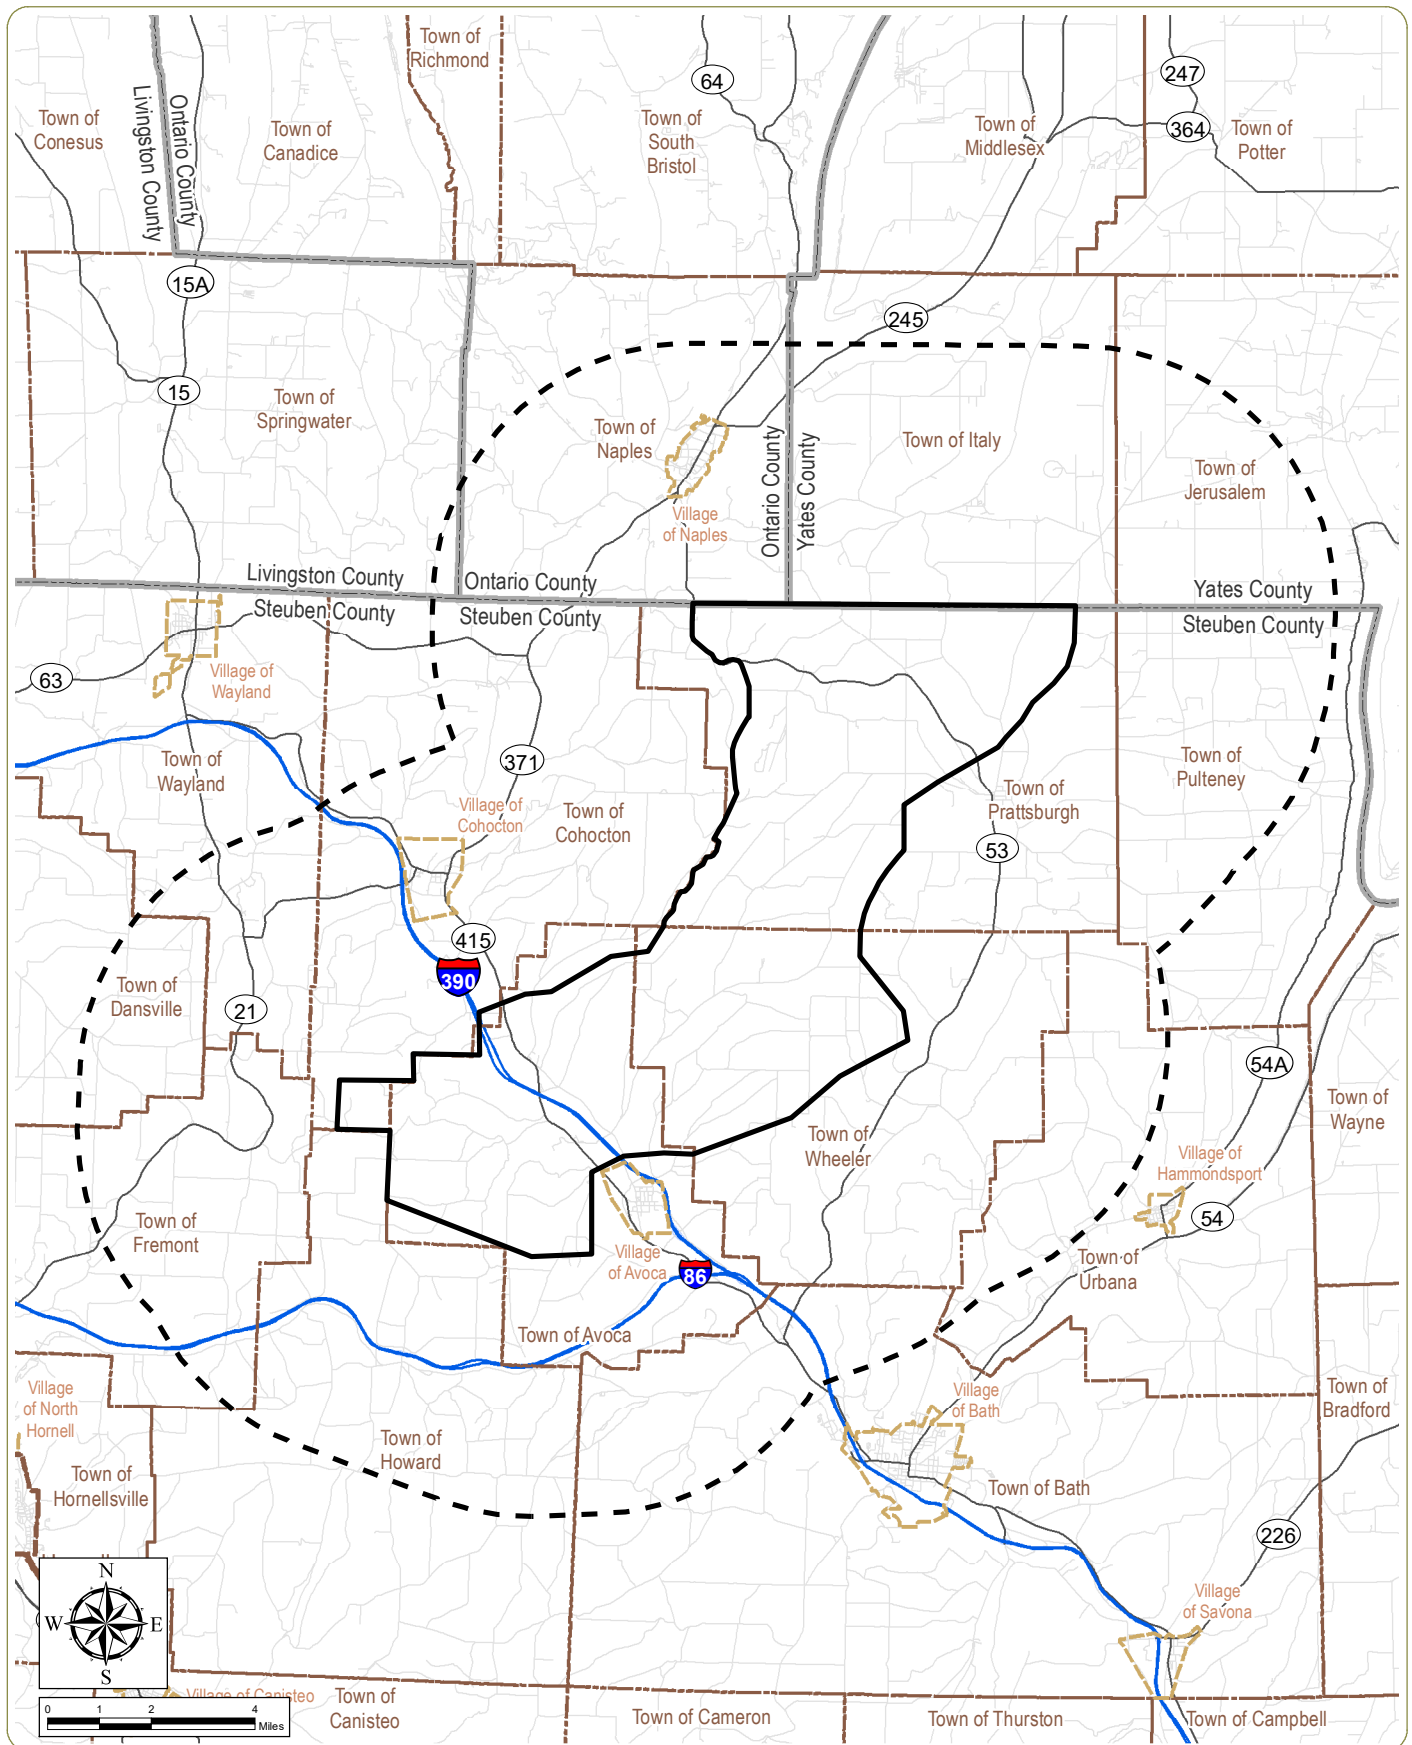 Town of
Richmond
64
247
Town of
Conesus
Livingston County
Ontario County
Town of
Canadice
Town of
South
Bristol
Town of
Middlesex
364
Town of
Potter
15A
245
15
Town of
Springwater
Town of
Naples
Ontario County
Yates County
Town of Italy
Town of
Jerusalem
Village
of Naples
Livingston County
Ontario County
Yates County
Steuben County
Steuben County
Steuben County
63
Village of
Wayland
Town of
Wayland
371
Town of
Pulteney
Village of
Cohocton
Town of
Cohocton
Town of
Prattsburgh
53
415
390
Town of
Dansville
21
54A
Town of
Wayne
Town of
Wheeler
Village of
Hammondsport
54
Town of
Fremont
Village
of Avoca
86
Town of
Urbana
Town of Avoca
Village
of North
Hornell
Village
of Bath
Town of
Bradford
Town of
Howard
Town of
Hornellsville
Town of Bath
226
N
W
E
S
Village
of Savona
Village of Canisteo
Town of
Canisteo
Town of Cameron
Town of Thurston
Town of Campbell
0 1 2 4
Miles